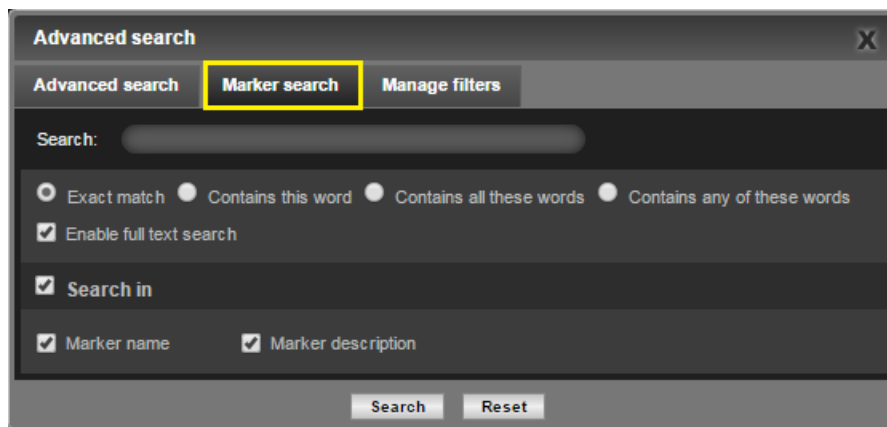 Advanced search X
Advanced search Marker search Manage filters
Search:
Exact match Contains this word Contains all these words Contains any of these words
Enable full text search
Search in
Marker name Marker description
Search Reset